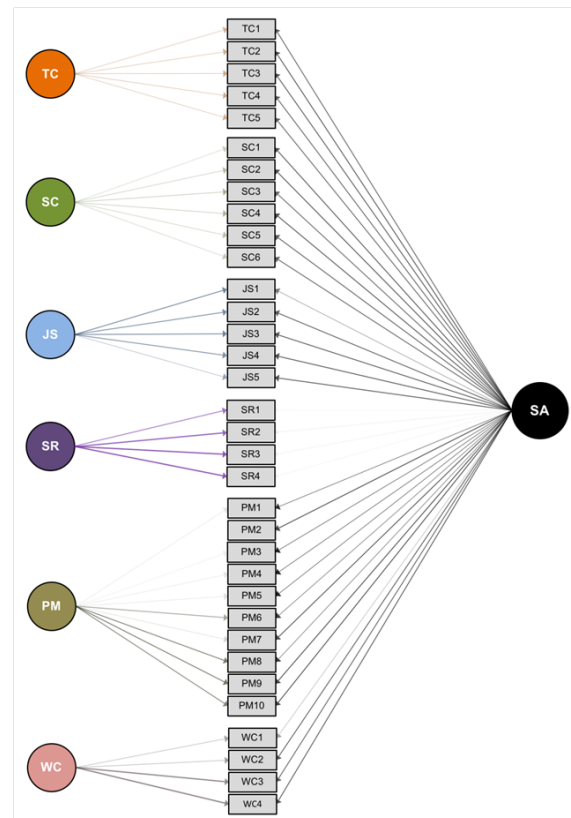 TC
TC1
TC2
TC3
TC4
TC5
SC
SC1
SC2
SC3
SC4
SC5
SC6
JS
JS1
JS2
JS3
JS4
JS5
SA
SR
SR1
SR2
SR3
SR4
PM
PM1
PM2
PM3
PM4
PM5
PM6
PM7
PM8
PM9
PM10
WC
WC1
WC2
WC3
WC4